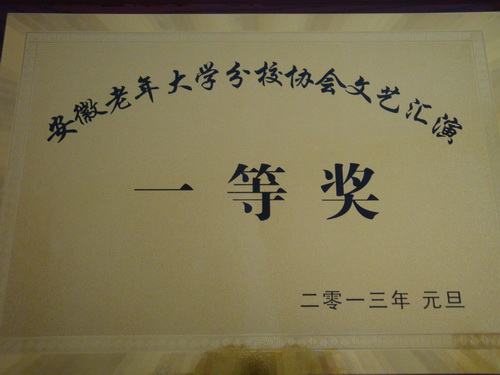 安徽老年大学分校协会文艺汇演
一等奖
二零一三年 元旦